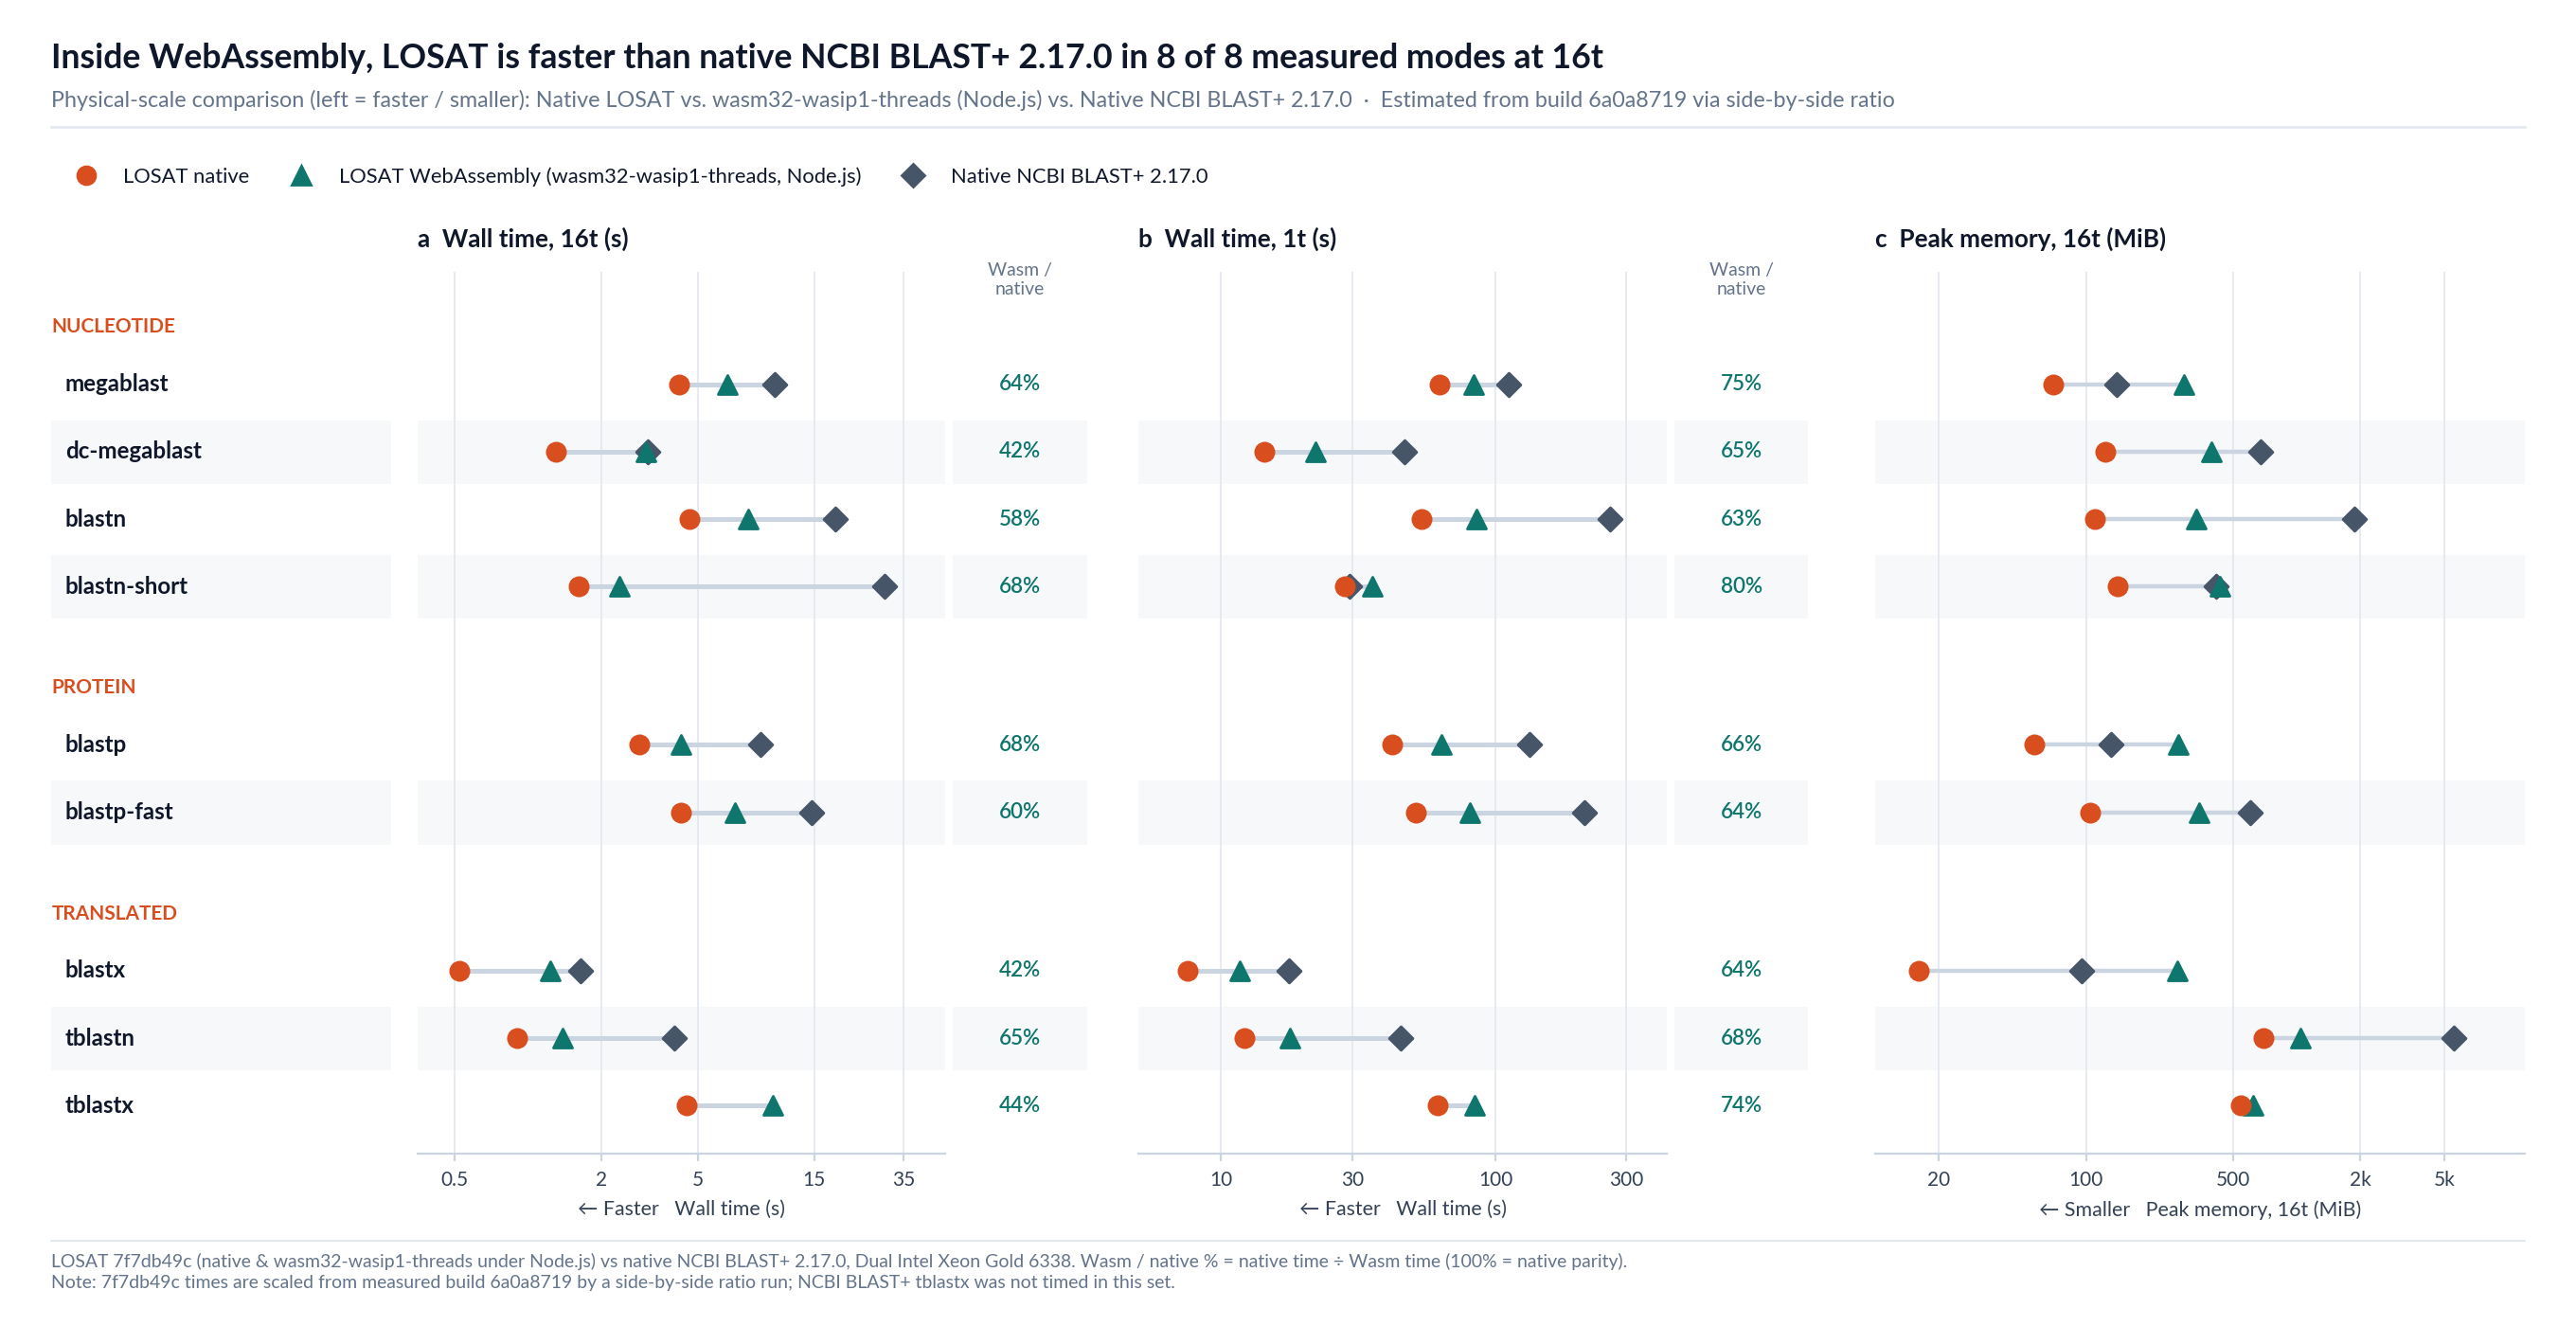 Inside WebAssembly, LOSAT is faster than native NCBI BLAST+ 2.17.0 in 8 of 8 measured modes at 16t
Physical-scale comparison (left = faster / smaller): Native LOSAT vs. wasm32-wasip1-threads (Node.js) vs. Native NCBI BLAST+ 2.17.0 · Estimated from build 6a0a8719 via side-by-side ratio
LOSAT native LOSAT WebAssembly (wasm32-wasip1-threads, Node.js) Native NCBI BLAST+ 2.17.0
a Wall time, 16t (s) b Wall time, 1t (s) c Peak memory, 16t (MiB)
Wasm / Wasm /
native native
NUCLEOTIDE
megablast 64% 75%
dc-megablast 42% 65%
blastn 58% 63%
blastn-short 68% 80%
PROTEIN
blastp 68% 66%
blastp-fast 60% 64%
TRANSLATED
blastx 42% 64%
tblastn 65% 68%
tblastx 44% 74%
0.5 2 5 15 35 10 30 100 300 20 100 500 2k 5k
← Faster Wall time (s) ← Faster Wall time (s) ← Smaller Peak memory, 16t (MiB)
LOSAT 7f7db49c (native & wasm32-wasip1-threads under Node.js) vs native NCBI BLAST+ 2.17.0, Dual Intel Xeon Gold 6338. Wasm / native % = native time ÷ Wasm time (100% = native parity).
Note: 7f7db49c times are scaled from measured build 6a0a8719 by a side-by-side ratio run; NCBI BLAST+ tblastx was not timed in this set.